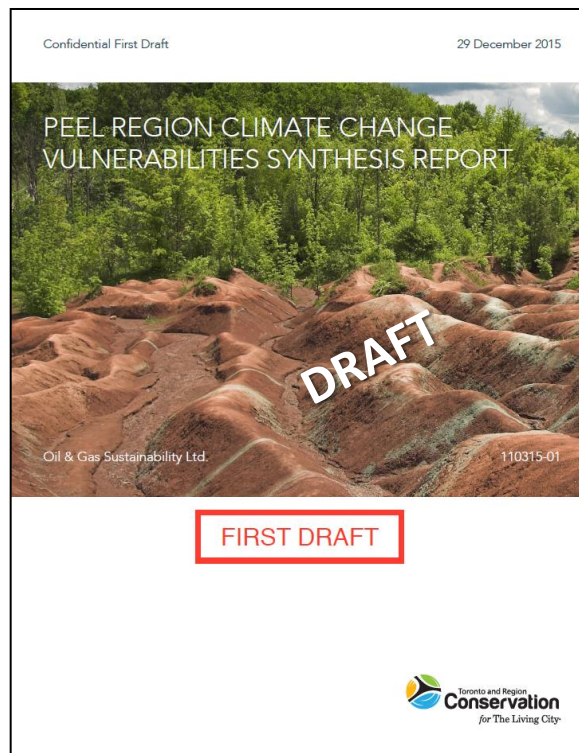 Confidential First Draft
29 December 2015
PEEL REGION CLIMATE CHANGE
VULNERABILITIES SYNTHESIS REPORT
DRAFT
Oil & Gas Sustainability Ltd.
110315-01
FIRST DRAFT
Toronto and Region
Conservation
for The Living City·